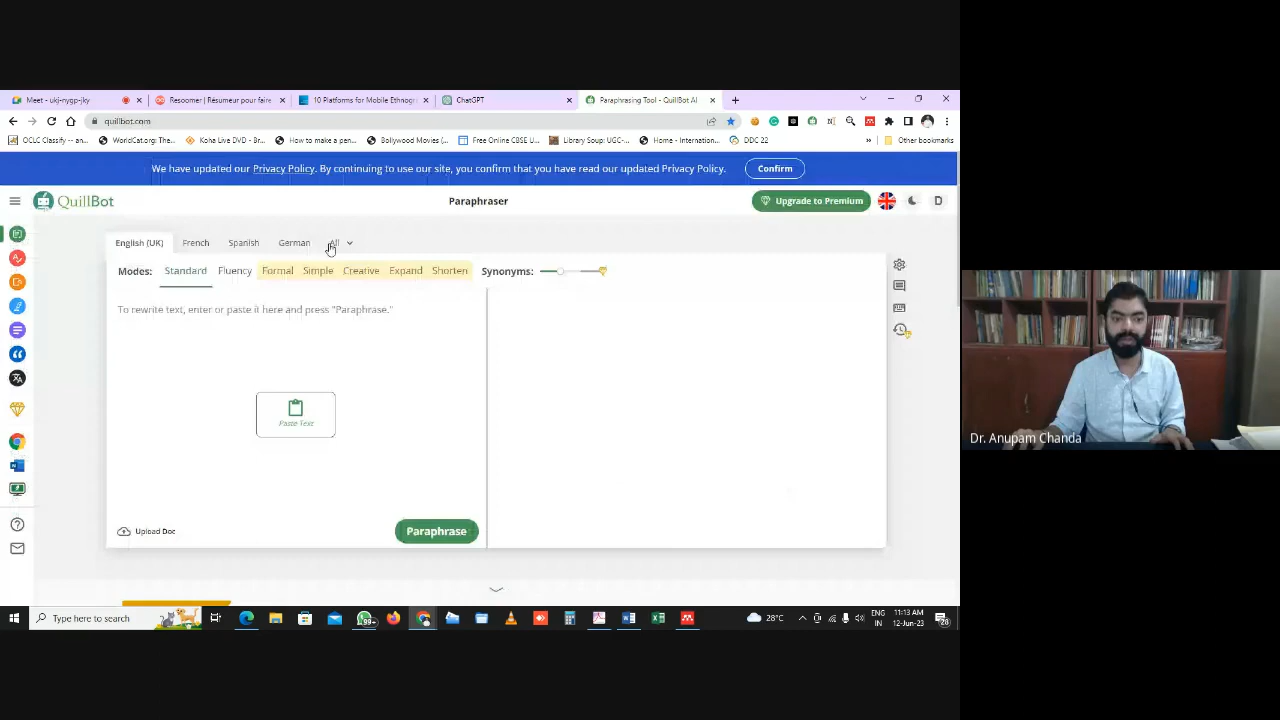 Meet - ukj-nygp-jky
Resoomer | Résumeur pour faire
10 Platforms for Mobile Ethnogr
ChatGPT
Paraphrasing Tool - QuillBot AI
quillbot.com
OCLC Classify -- an...
WorldCat.org: The...
Koha Live DVD - Br...
How to make a pen...
Bollywood Movies (...
Free Online CBSE U...
Library Soup: UGC-...
Home - Internation...
DDC 22
»
Other bookmarks
We have updated our Privacy Policy. By continuing to use our site, you confirm that you have read our updated Privacy Policy.
Confirm
QuillBot
Paraphraser
Upgrade to Premium
D
English (UK)
French
Spanish
German
All
Modes:
Standard
Fluency
Formal
Simple
Creative
Expand
Shorten
Synonyms:
To rewrite text, enter or paste it here and press "Paraphrase."
Paste Text
Upload Doc
Paraphrase
Dr. Anupam Chanda
Type here to search
99+
28°C
ENG
IN
11:13 AM
12-Jun-23
28